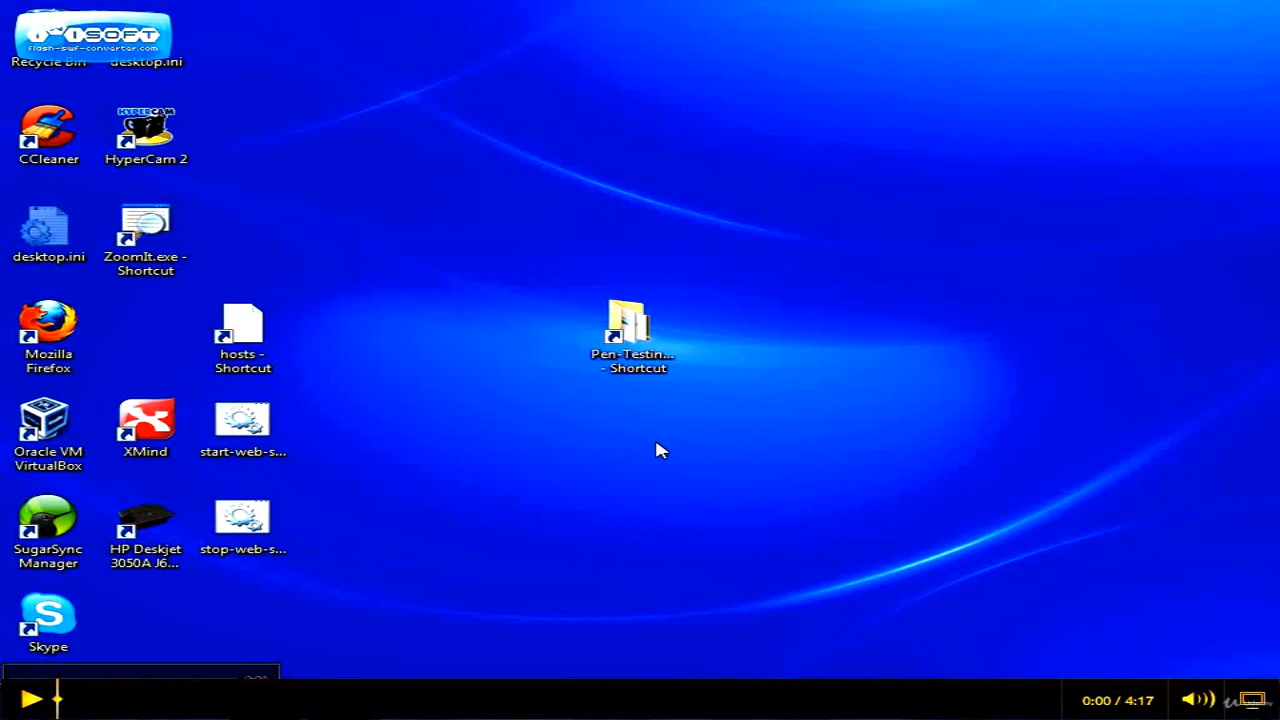 iSOFT
flash-swf-converter.com
Recycle Bin
desktop.ini
CCleaner
HYPERCAM
HyperCam 2
desktop.ini
ZoomIt.exe -
Shortcut
Mozilla
Firefox
hosts -
Shortcut
Pen-Testin...
- Shortcut
Oracle VM
VirtualBox
XMind
start-web-s...
SugarSync
Manager
HP Deskjet
3050A J6...
stop-web-s...
S
Skype
0:00 / 4:17